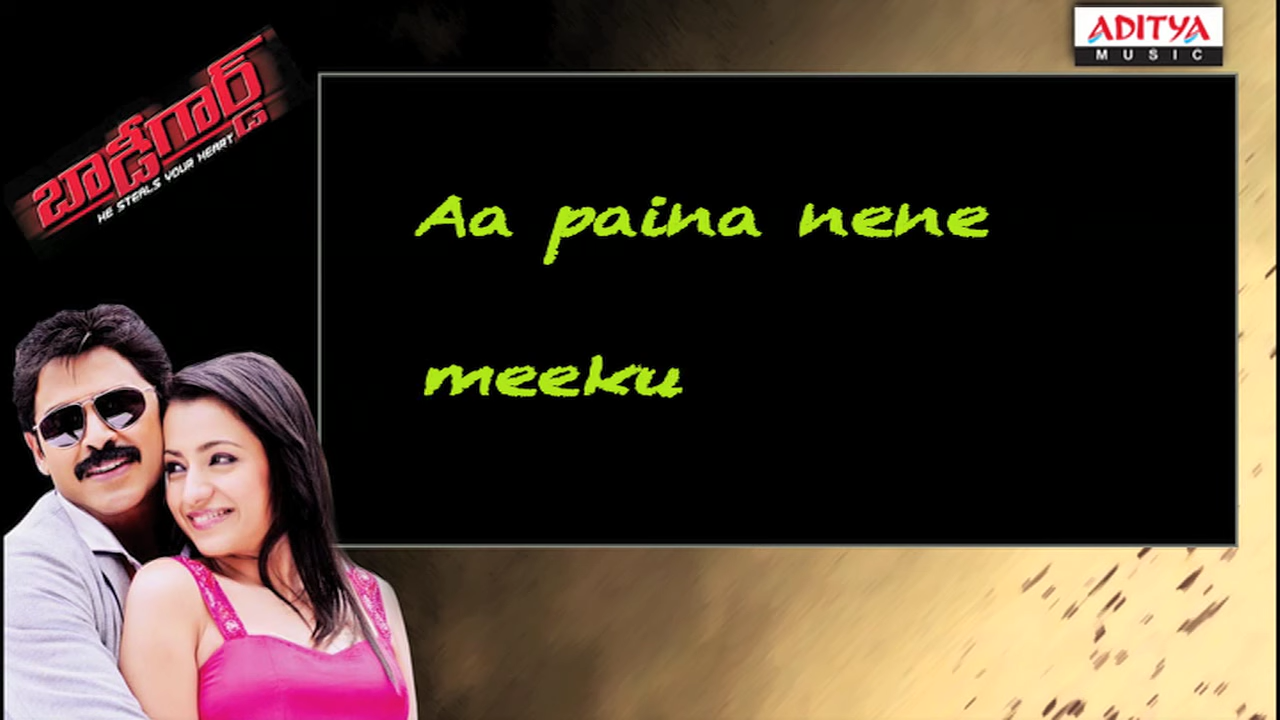 ADITYA
MUSIC
బాడీగార్డ్
HE STEALS YOUR HEART
Aa paina nene
meeku